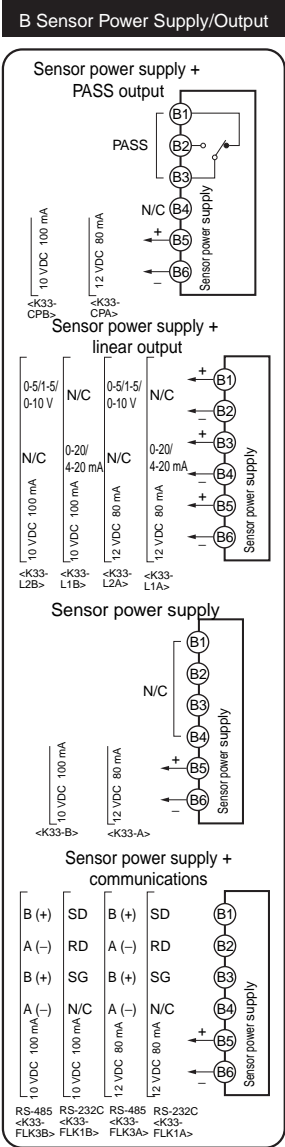 B Sensor Power Supply/Output
Sensor power supply +
PASS output
PASS
B1
B2
B3
N/C B4
+ B5
− B6
Sensor power supply
10 VDC 100 mA
12 VDC 80 mA
<K33-
CPB>
<K33-
CPA>
Sensor power supply +
linear output
0-5/1-5/
0-10 V
N/C
0-5/1-5/
0-10 V
N/C
N/C
0-20/
4-20 mA
N/C
0-20/
4-20 mA
10 VDC 100 mA
10 VDC 100 mA
12 VDC 80 mA
12 VDC 80 mA
+ B1
− B2
+ B3
− B4
+ B5
− B6
Sensor power supply
<K33-
L2B>
<K33-
L1B>
<K33-
L2A>
<K33-
L1A>
Sensor power supply
N/C
B1
B2
B3
B4
+ B5
− B6
Sensor power supply
10 VDC 100 mA
12 VDC 80 mA
<K33-B>
<K33-A>
Sensor power supply +
communications
B (+) SD B (+) SD B1
A (−) RD A (−) RD B2
B (+) SG B (+) SG B3
A (−) N/C A (−) N/C B4
+ B5
− B6
Sensor power supply
10 VDC 100 mA
10 VDC 100 mA
12 VDC 80 mA
12 VDC 80 mA
RS-485
<K33-
FLK3B>
RS-232C
<K33-
FLK1B>
RS-485
<K33-
FLK3A>
RS-232C
<K33-
FLK1A>